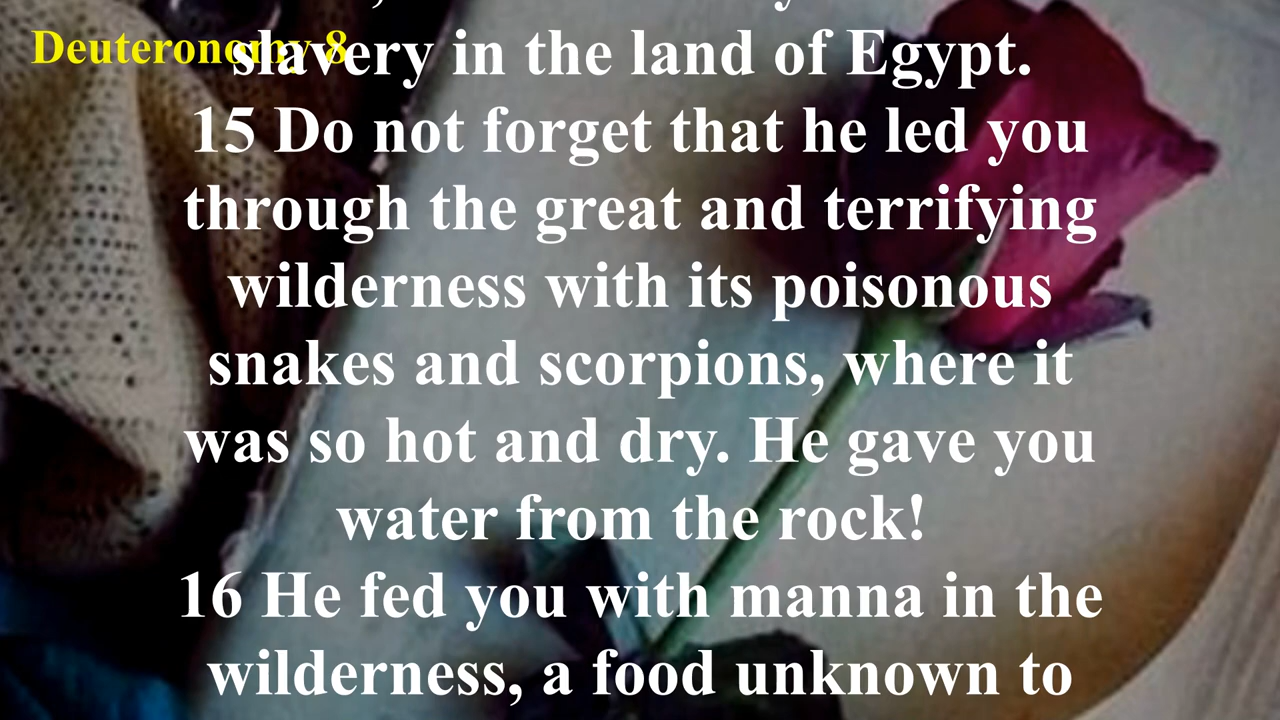 Deuteronomy 8
slavery in the land of Egypt.
15 Do not forget that he led you
through the great and terrifying
wilderness with its poisonous
snakes and scorpions, where it
was so hot and dry. He gave you
water from the rock!
16 He fed you with manna in the
wilderness, a food unknown to